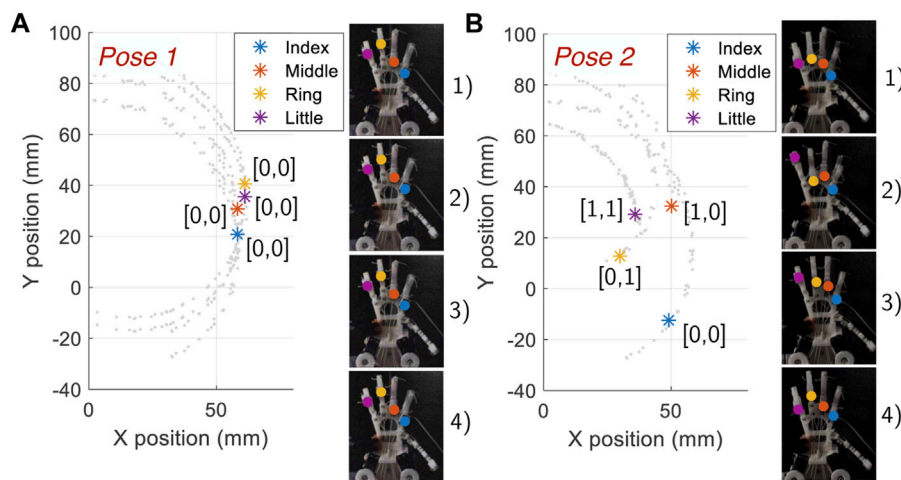 A
Pose 1
Index
Middle
Ring
Little
[0,0]
[0,0]
[0,0]
[0,0]
100
80
60
40
20
0
-20
-40
0
50
Y position (mm)
X position (mm)
1)
2)
3)
4)
B
Pose 2
Index
Middle
Ring
Little
[1,1]
[1,0]
[0,1]
[0,0]
100
80
60
40
20
0
-20
-40
0
50
Y position (mm)
X position (mm)
1)
2)
3)
4)